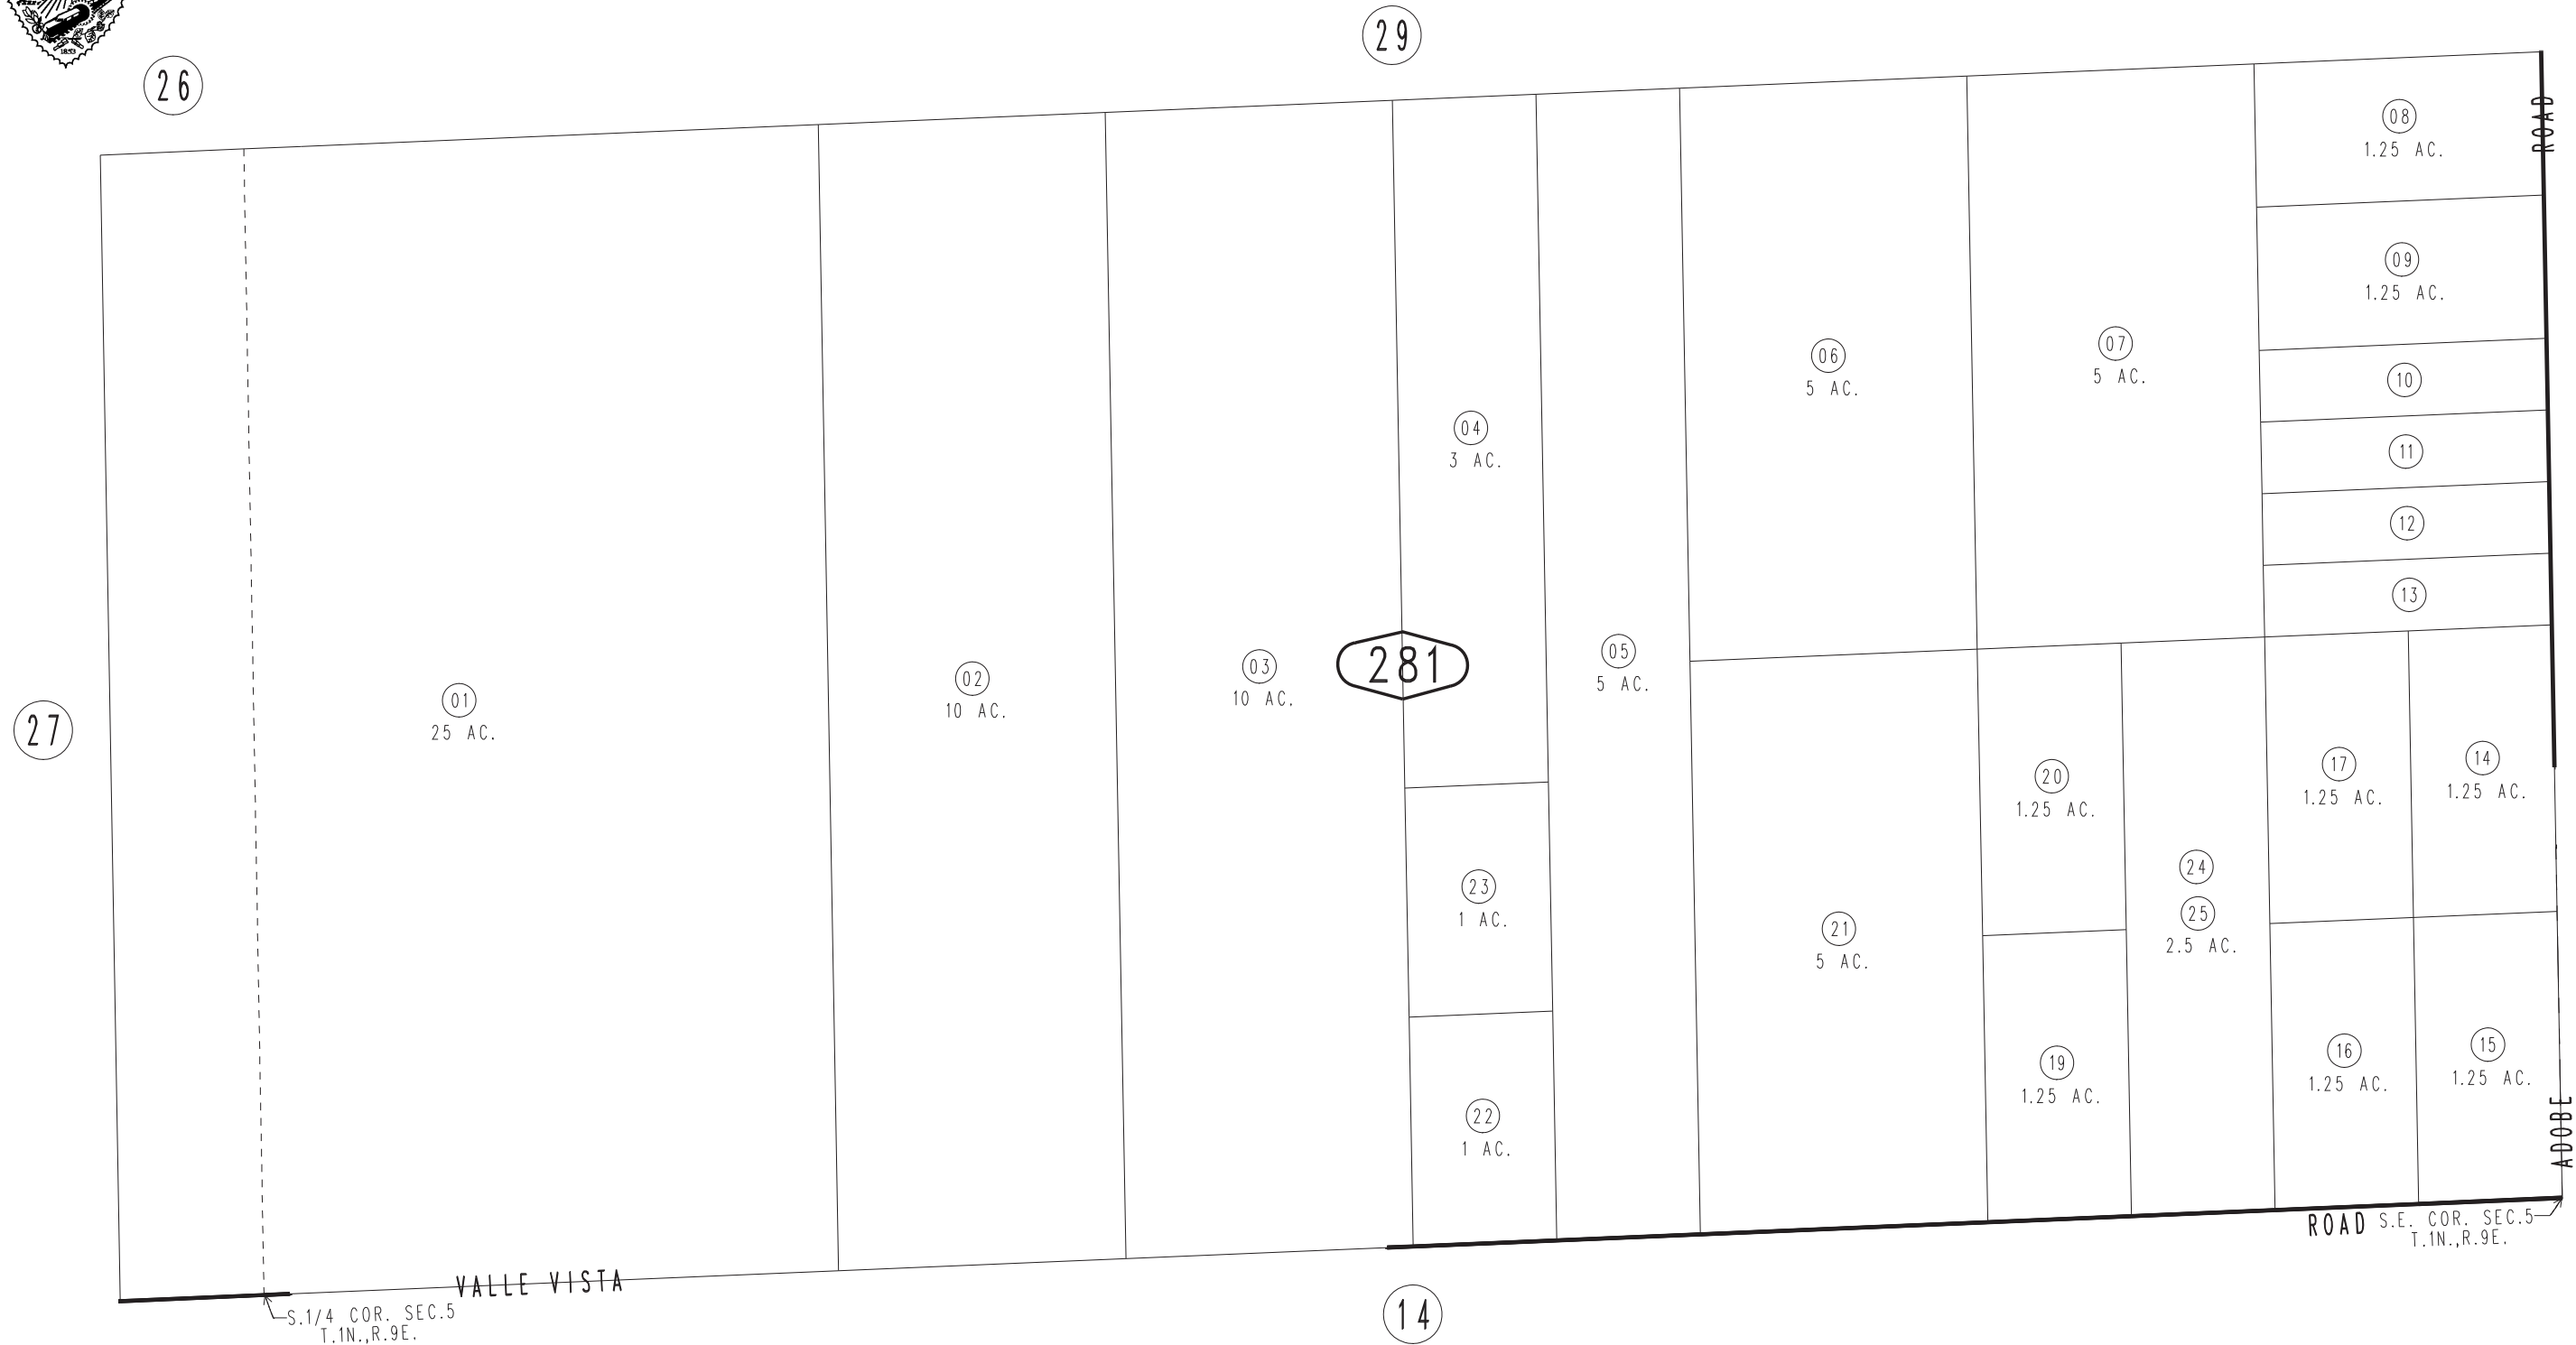 1853
26
29
ROAD
08
1.25 AC.
09
1.25 AC.
10
11
12
13
06
5 AC.
07
5 AC.
04
3 AC.
281
05
5 AC.
03
10 AC.
02
10 AC.
01
25 AC.
27
20
1.25 AC.
17
1.25 AC.
14
1.25 AC.
23
1 AC.
24
25
2.5 AC.
21
5 AC.
19
1.25 AC.
16
1.25 AC.
15
1.25 AC.
22
1 AC.
ADOBE
ROAD
S.E. COR. SEC.5
T.1N.,R.9E.
VALLE VISTA
S.1/4 COR. SEC.5
T.1N.,R.9E.
14